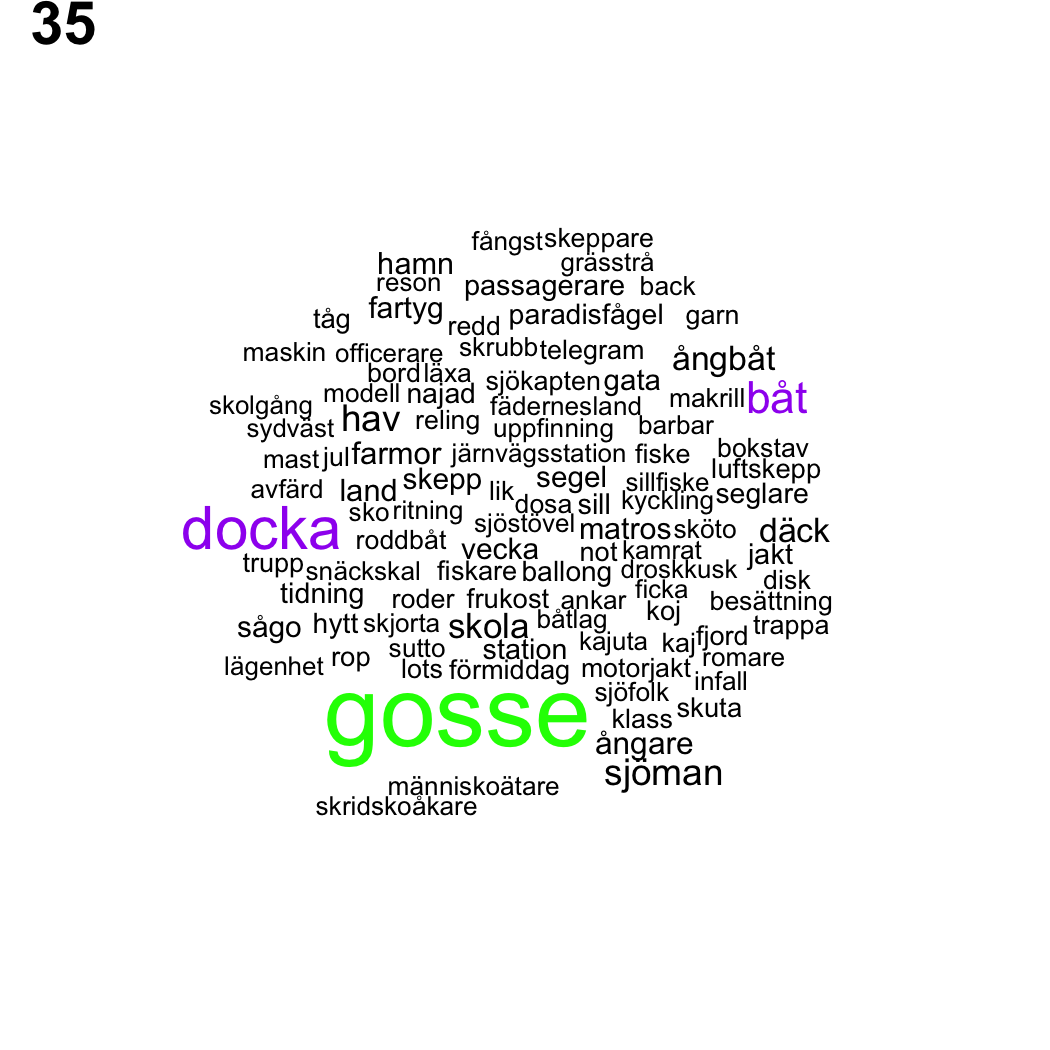 35
fångst skeppare
hamn grässtrå
reson passagerare back
tåg fartyg redd paradisfågel garn
maskin officerare skrubb telegram ångbåt
bord läxa sjökapten gata
skolgång modell najad fädernesland makrill båt
sydväst hav reling uppfinning barbar
mast jul farmor järnvägsstation fiske bokstav
avfärd land skepp lik segel sillfiske luftskepp
docka sko ritning dosa sill kyckling seglare
roddbåt sjöstövel matros sköto däck
trupp vecka not kamrat jakt
snäckskal fiskare ballong droskkusk disk
tidning roder frukost ankar ficka besättning
sågo hytt skjorta skola båtlag koj trappa
lägenhet rop sutto station kajuta kaj fjord romare
lots förmiddag motorjakt infall
gosse sjöfolk skuta
klass
ångare
sjöman
människoätare
skridskoåkare